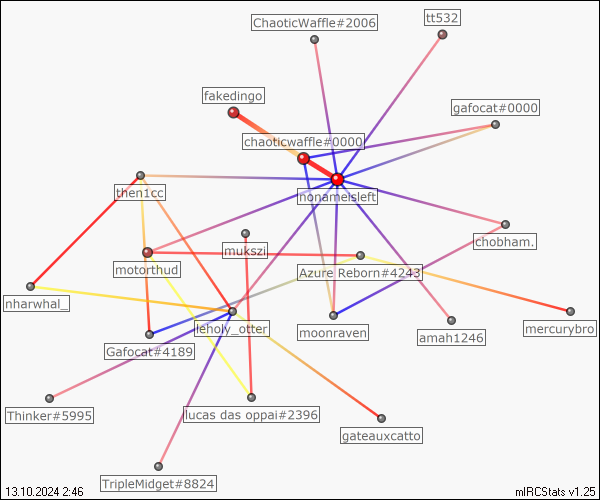 ChaoticWaffle#2006
tt532
fakedingo
gafocat#0000
chaoticwaffle#0000
then1cc
nonameisleft
chobham.
mukszi
motorthud
Azure Reborn#4243
nharwhal_
leholy_otter
moonraven
mercurybro
amah1246
Gafocat#4189
Thinker#5995
lucas das oppai#2396
gateauxcatto
TripleMidget#8824
13.10.2024 2:46
mIRCStats v1.25